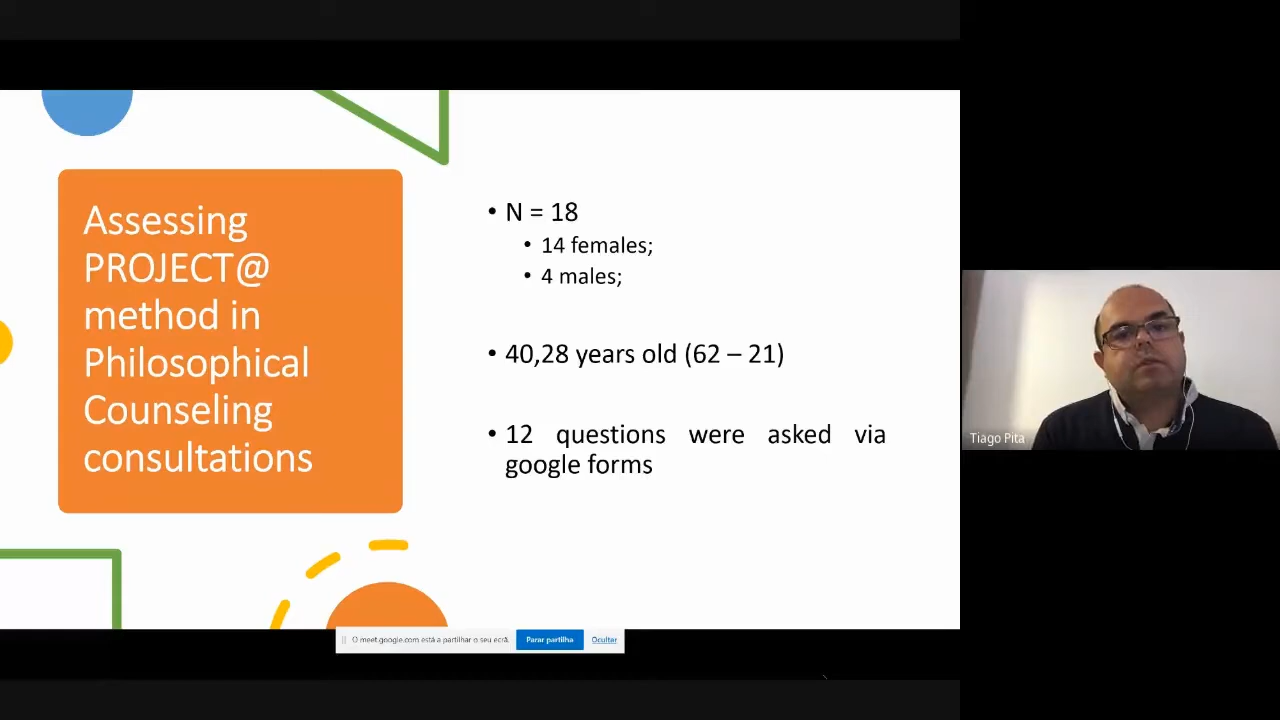 Assessing
PROJECT@
method in
Philosophical
Counseling
consultations
• N = 18
• 14 females;
• 4 males;
• 40,28 years old (62 – 21)
• 12 questions were asked via
google forms
Tiago Pita
O meet.google.com está a partilhar o seu ecrã.
Parar partilha
Ocultar